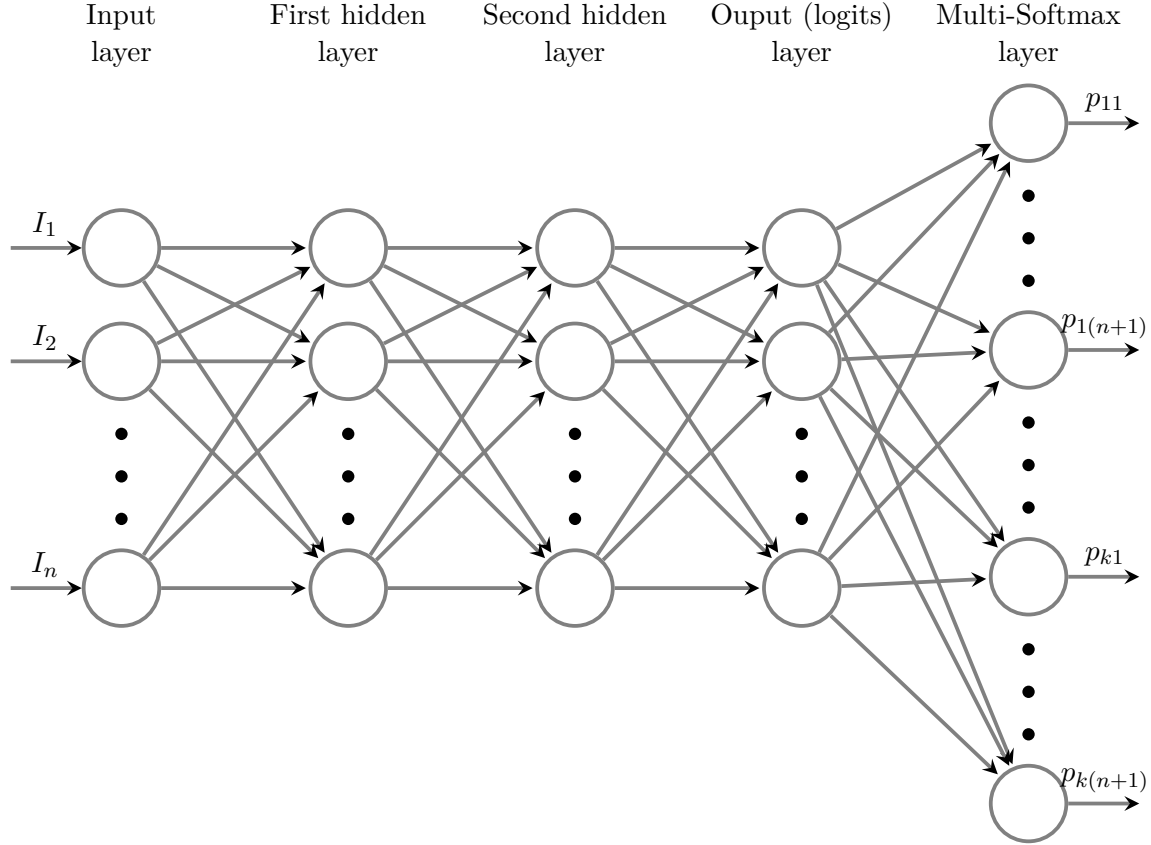 Input
layer
First hidden
layer
Second hidden
layer
Ouput (logits)
layer
Multi-Softmax
layer
I₁
I₂
Iₙ
p₁₁
p₁₍ₙ₊₁₎
pₖ₁
pₖ₍ₙ₊₁₎